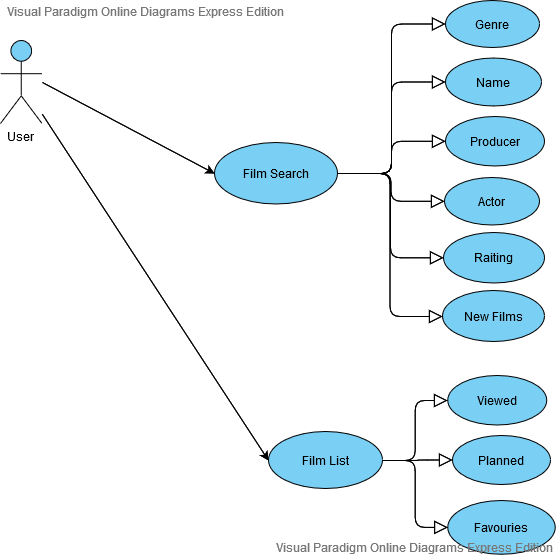 Visual Paradigm Online Diagrams Express Edition
Genre
Name
User
Producer
Film Search
Actor
Raiting
New Films
Viewed
Film List
Planned
Favouries
Visual Paradigm Online Diagrams Express Edition